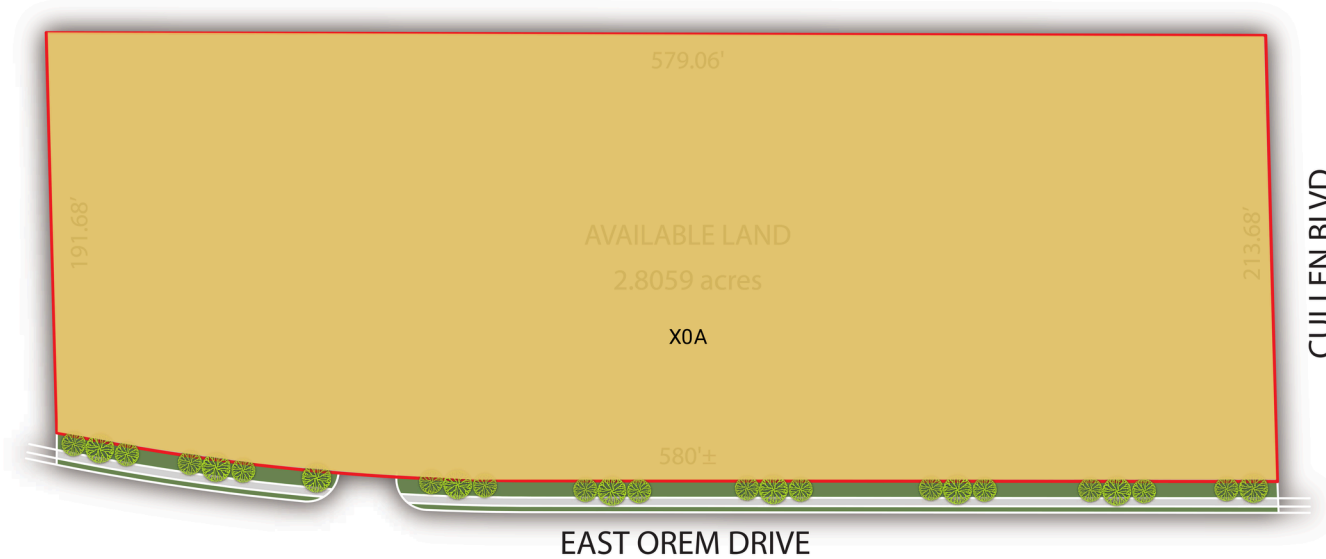 579.06'
191.68'
AVAILABLE LAND
2.8059 acres
213.68'
X0A
580'±
CULLEN BLVD
EAST OREM DRIVE